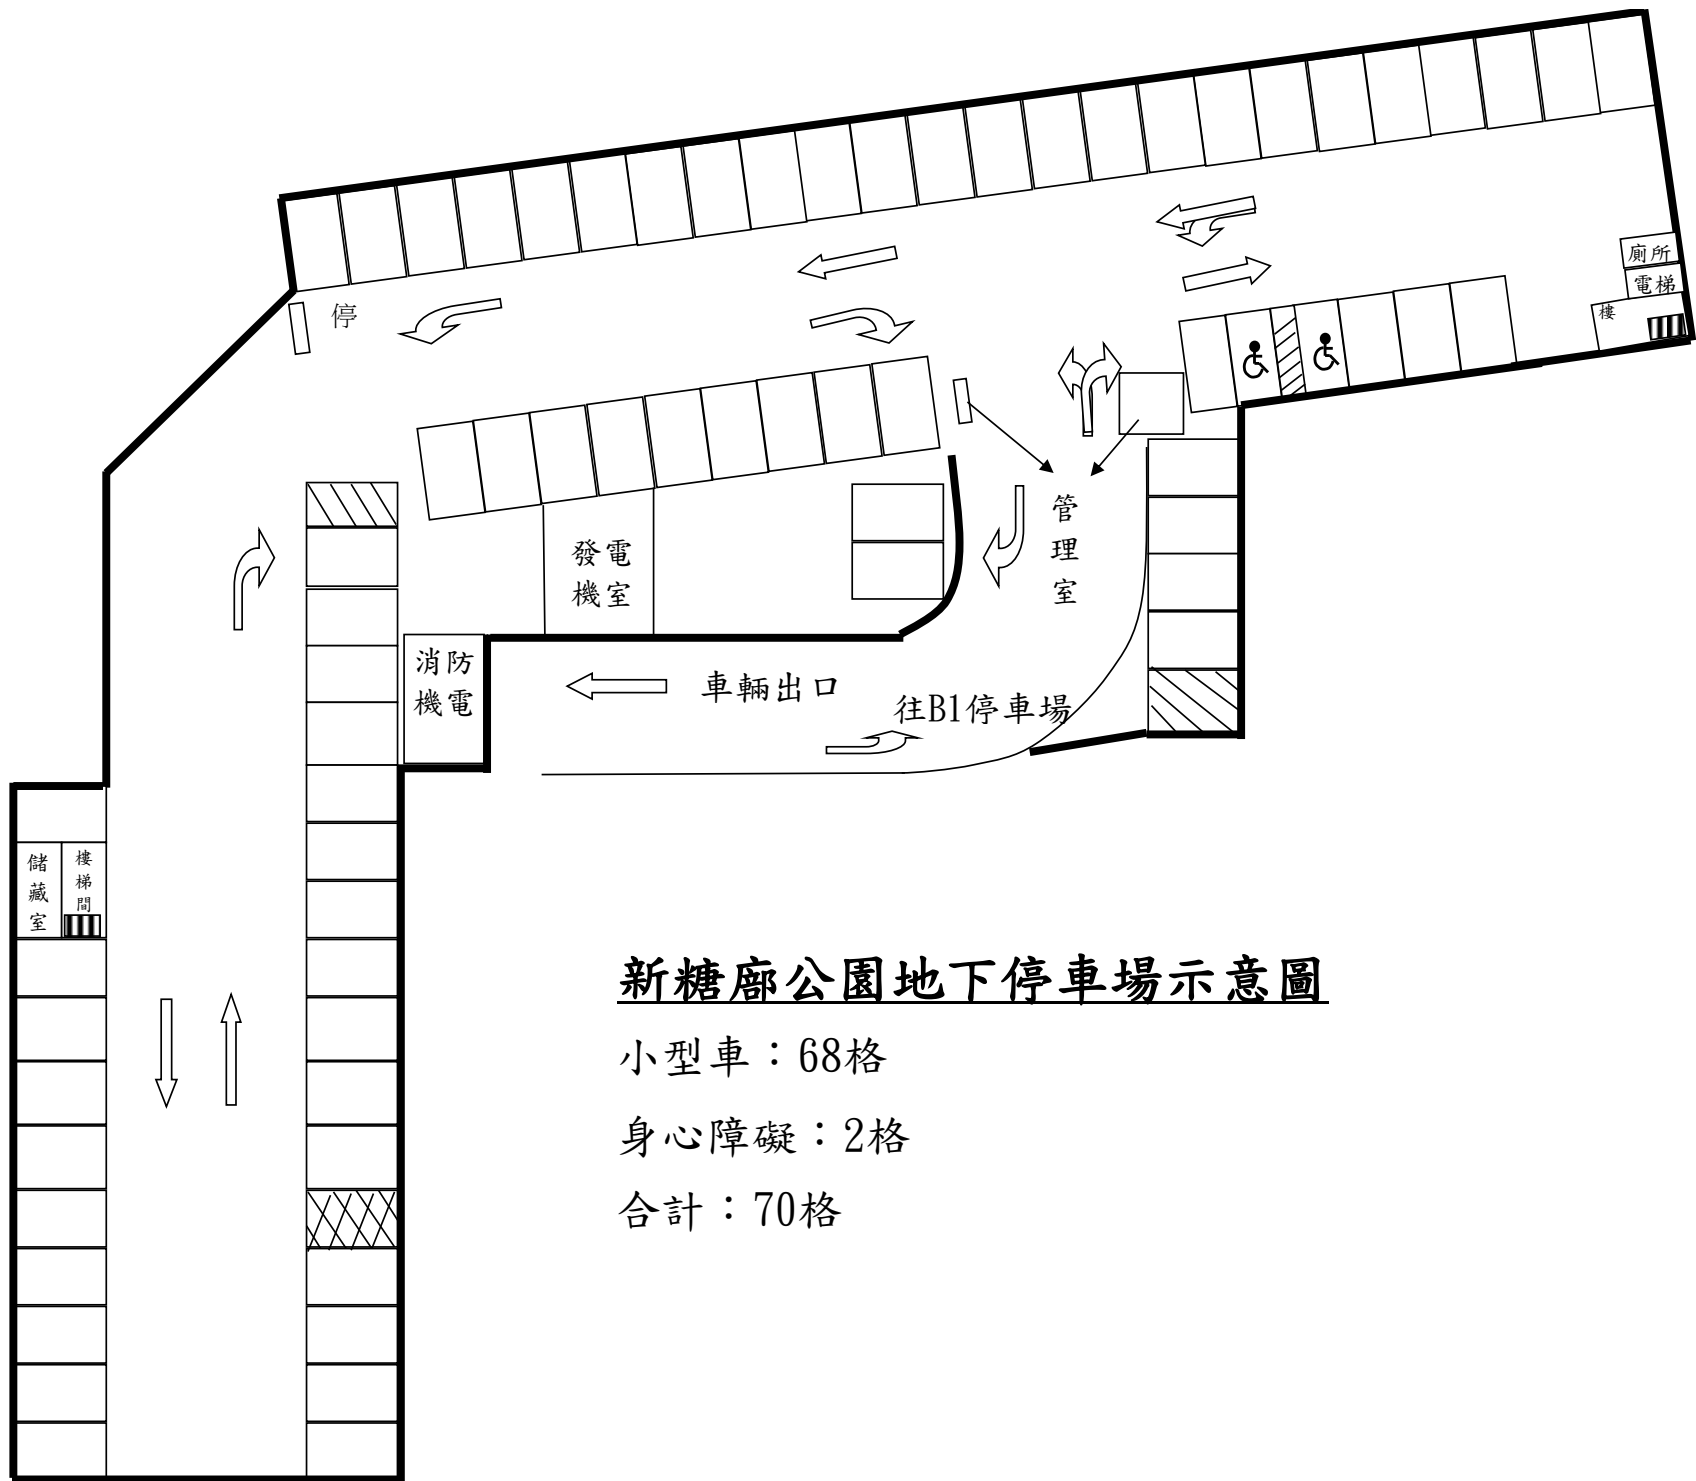 廁所
電梯
樓
停
管
理
室
發電
機室
消防
機電
車輛出口
往B1停車場
儲
藏
室
樓
梯
間
新糖廍公園地下停車場示意圖
小型車：68格
身心障礙：2格
合計：70格